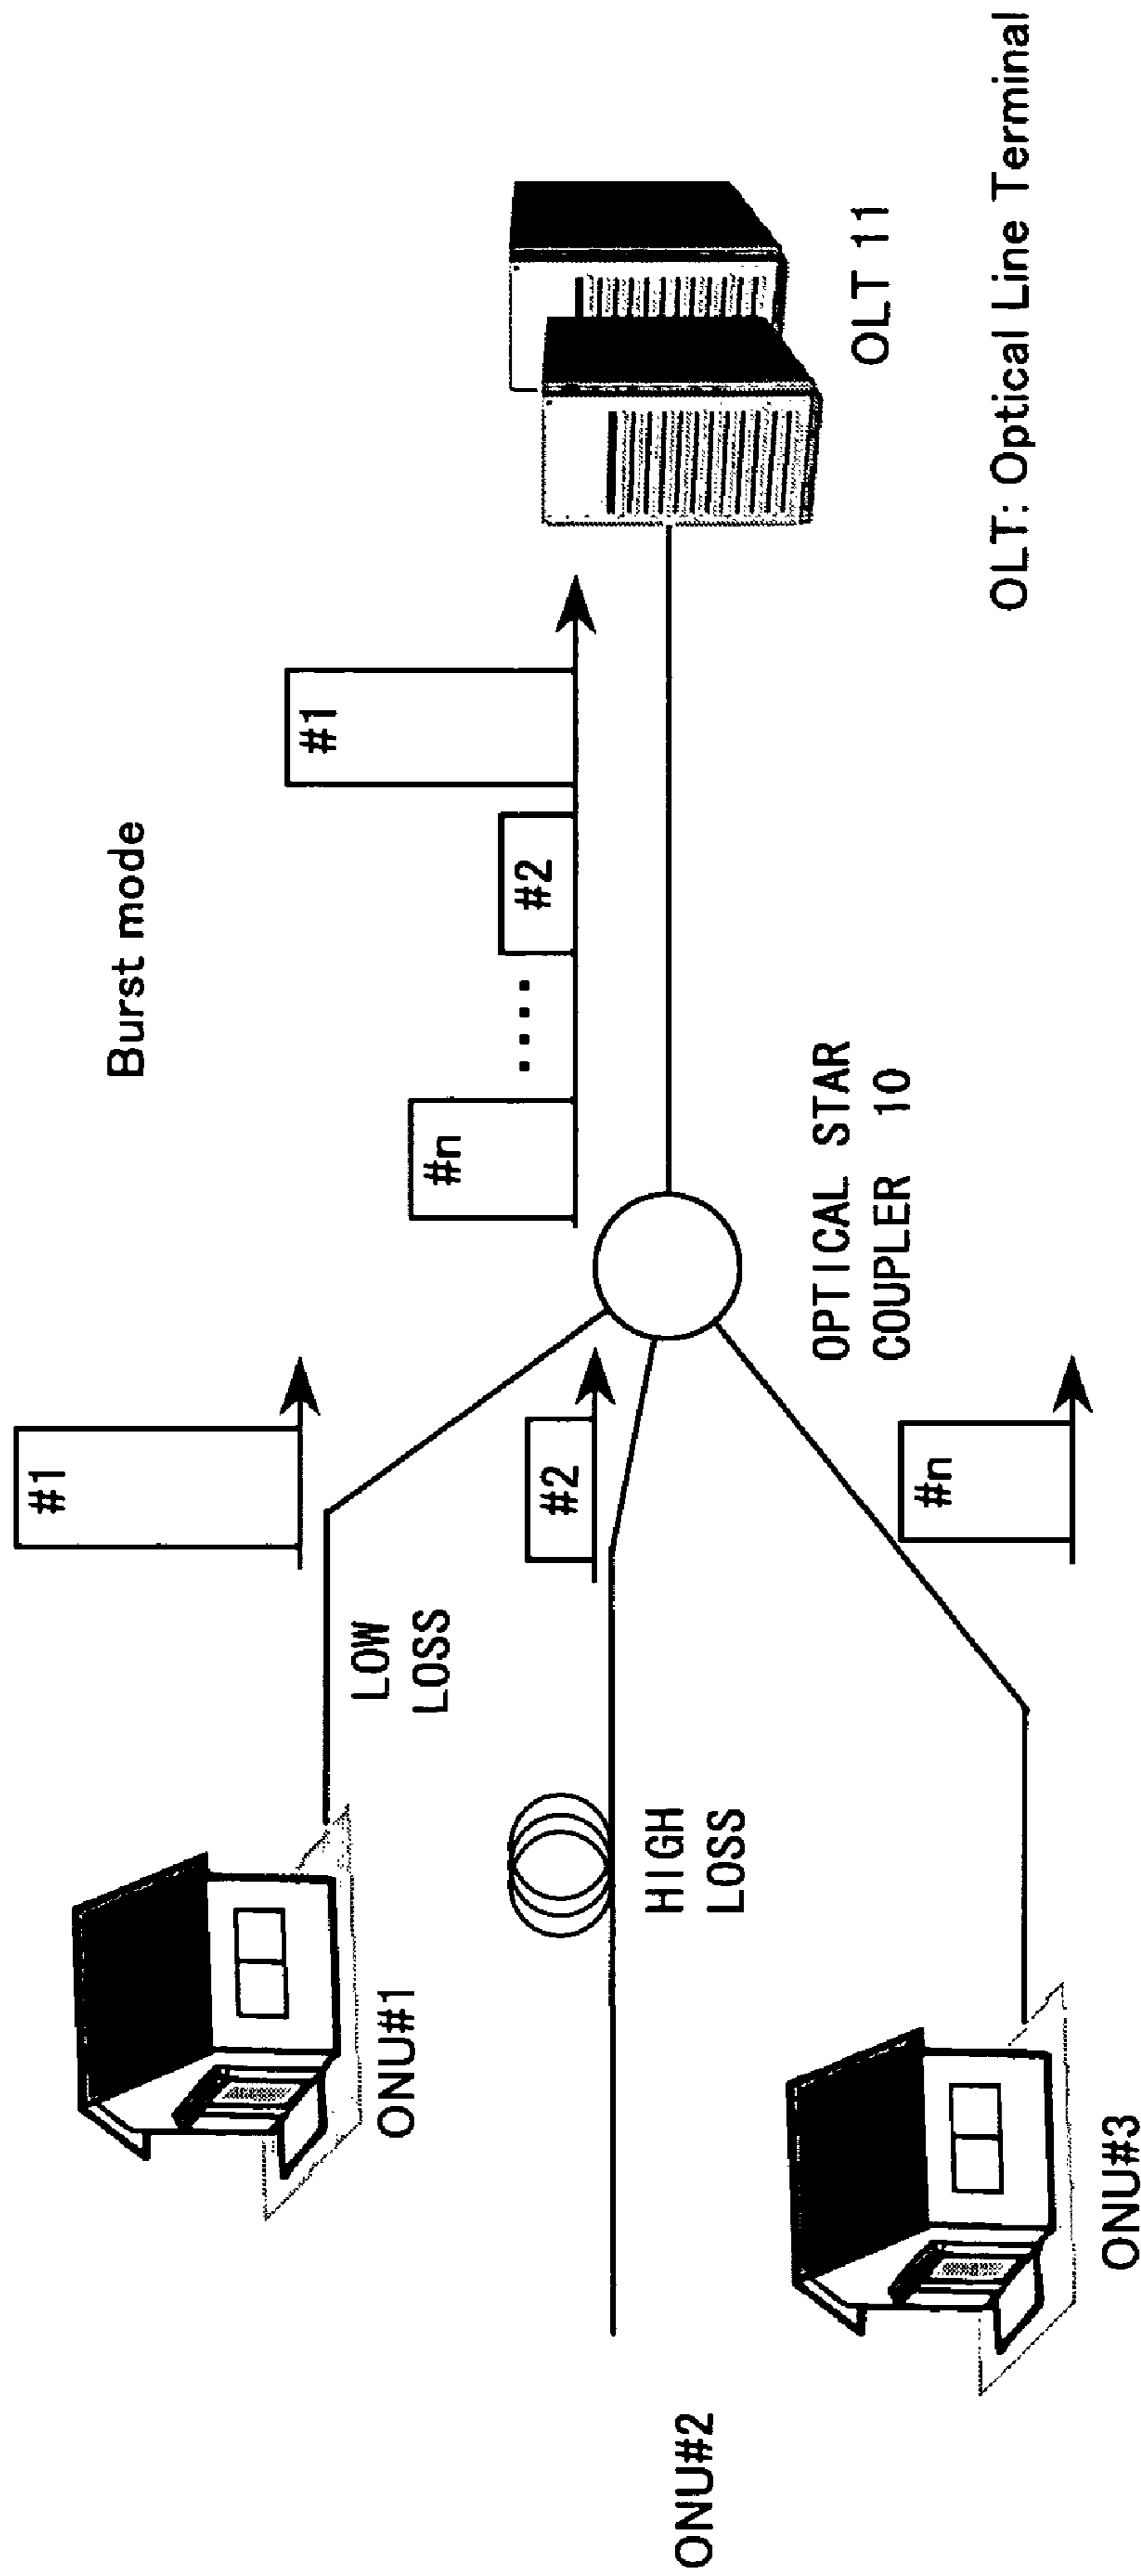 Burst mode
#1
#1
#n
....
#2
LOW
LOSS
#2
ONU#1
HIGH
LOSS
OPTICAL STAR
COUPLER 10
OLT 11
#n
ONU#2
ONU#3
OLT: Optical Line Terminal